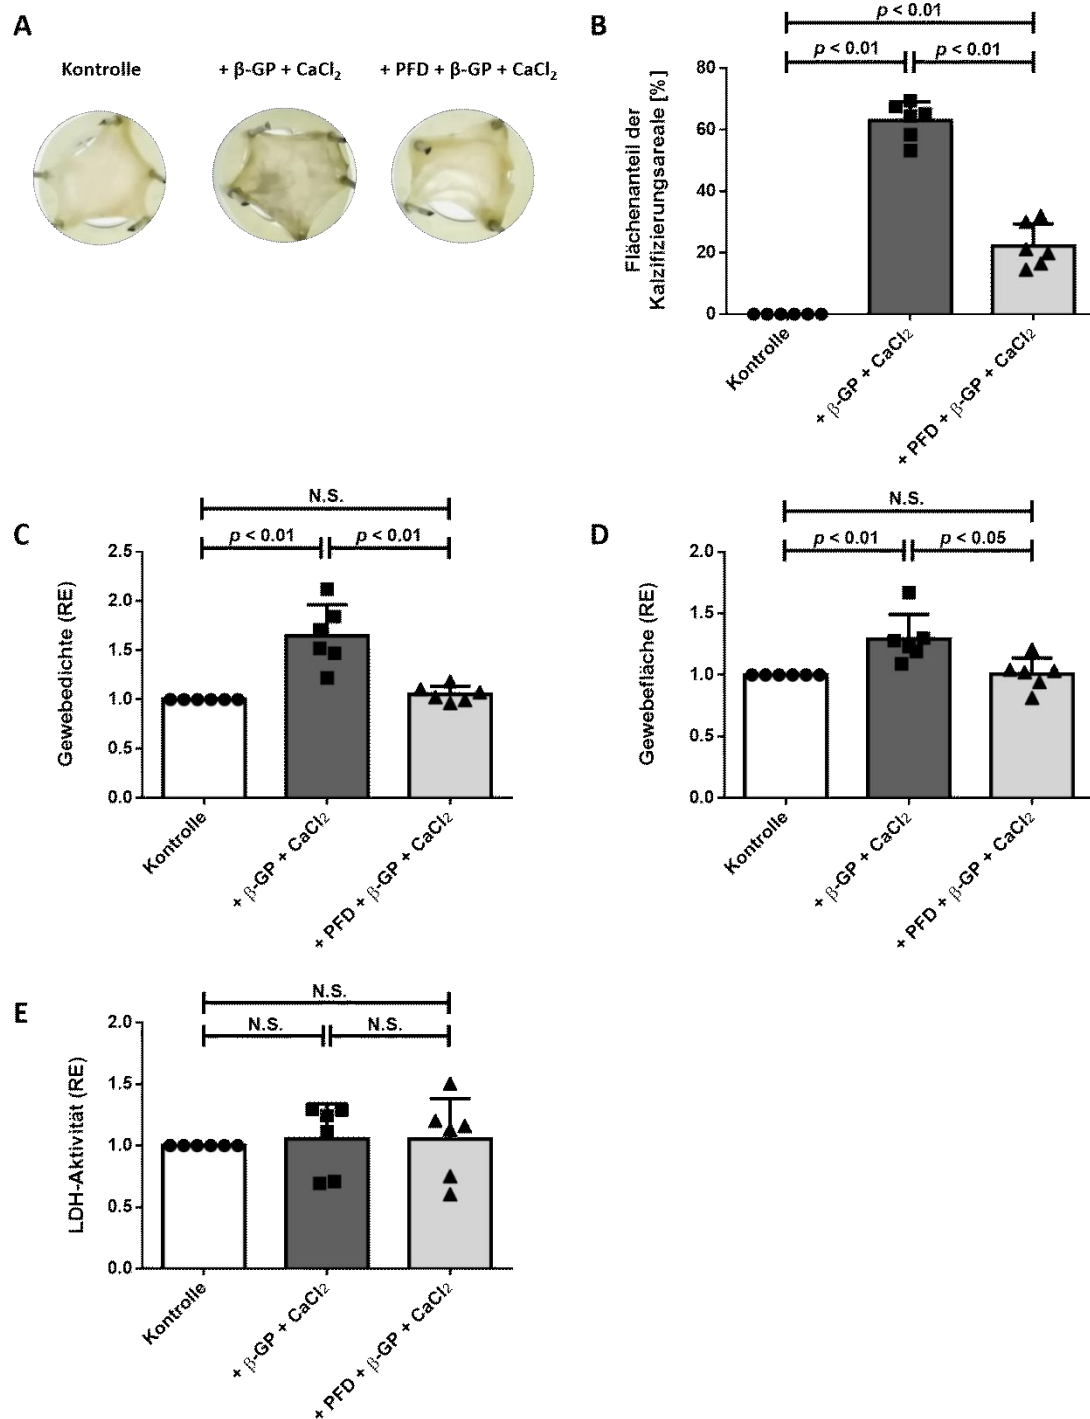 A
Kontrolle
+ β-GP + CaCl₂
+ PFD + β-GP + CaCl₂
B
p < 0.01
p < 0.01
p < 0.01
Flächenanteil der
Kalzifizierungsareale [%]
80
60
40
20
0
Kontrolle
+ β-GP + CaCl₂
+ PFD + β-GP + CaCl₂
C
N.S.
p < 0.01
p < 0.01
Gewebedichte (RE)
2.5
2.0
1.5
1.0
0.5
0.0
Kontrolle
+ β-GP + CaCl₂
+ PFD + β-GP + CaCl₂
D
N.S.
p < 0.01
p < 0.05
Gewebefläche (RE)
2.0
1.5
1.0
0.5
0.0
Kontrolle
+ β-GP + CaCl₂
+ PFD + β-GP + CaCl₂
E
N.S.
N.S.
N.S.
LDH-Aktivität (RE)
2.0
1.5
1.0
0.5
0.0
Kontrolle
+ β-GP + CaCl₂
+ PFD + β-GP + CaCl₂